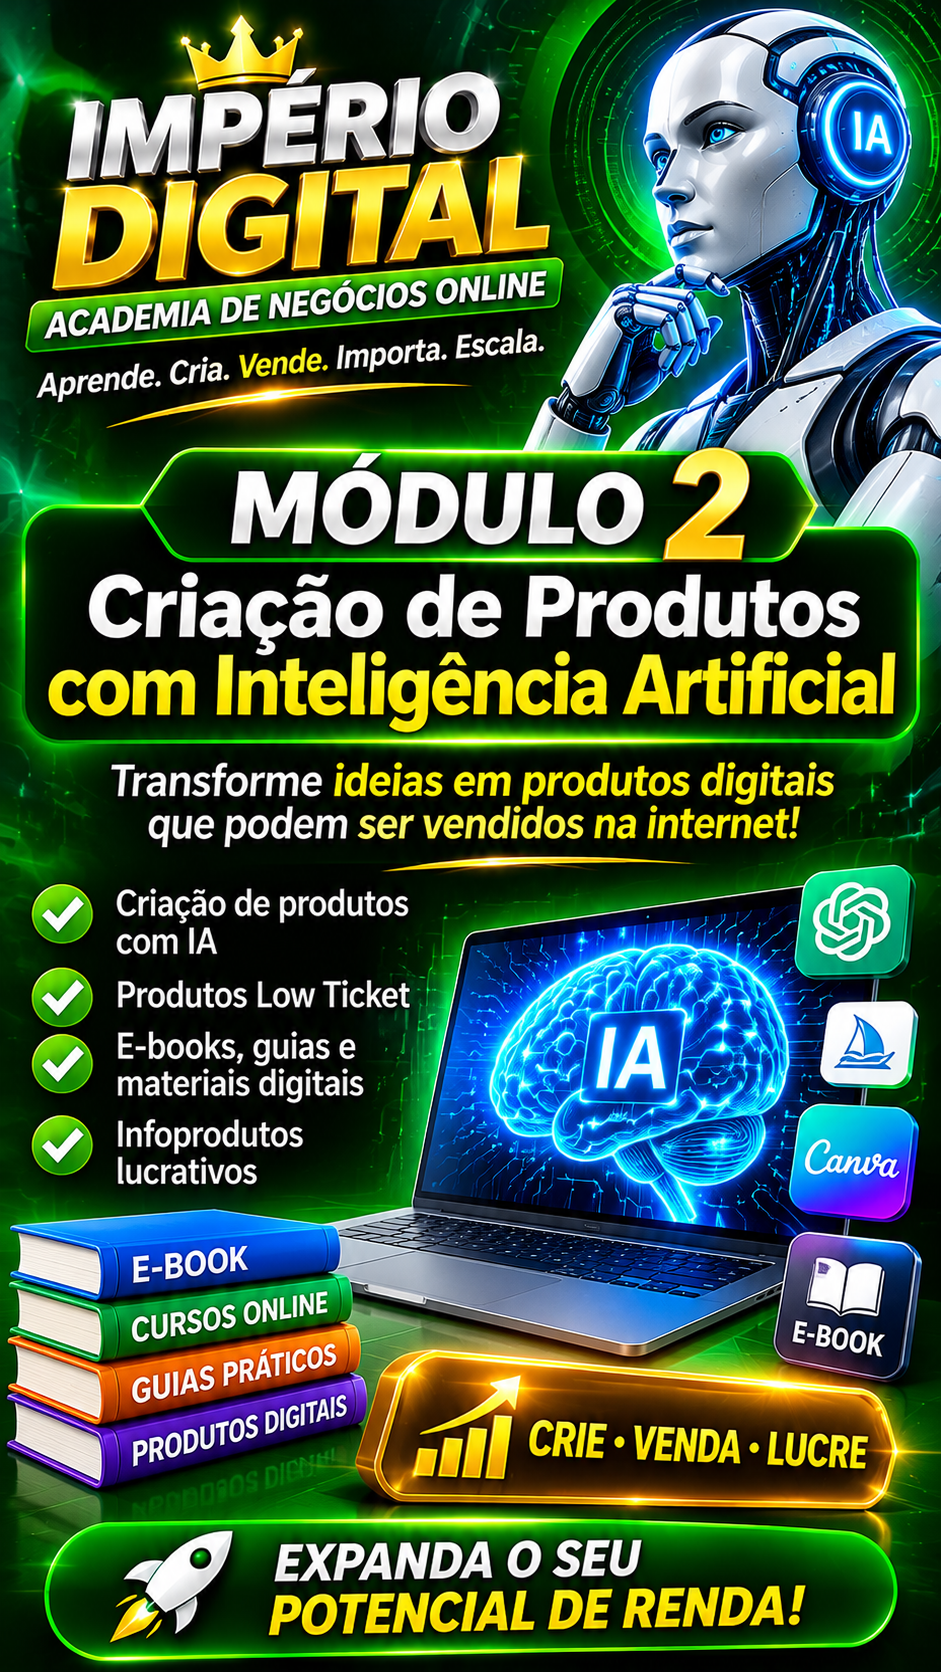 IMPÉRIO
DIGITAL
ACADEMIA DE NEGÓCIOS ONLINE
Aprende. Cria. Vende. Importa. Escala.
IA
MÓDULO 2
Criação de Produtos
com Inteligência Artificial
Transforme ideias em produtos digitais
que podem ser vendidos na internet!
Criação de produtos
com IA
Produtos Low Ticket
E-books, guias e
materiais digitais
Infoprodutos
lucrativos
IA
Canva
E-BOOK
E-BOOK
CURSOS ONLINE
GUIAS PRÁTICOS
PRODUTOS DIGITAIS
CRIE • VENDA • LUCRE
EXPANDA O SEU
POTENCIAL DE RENDA!